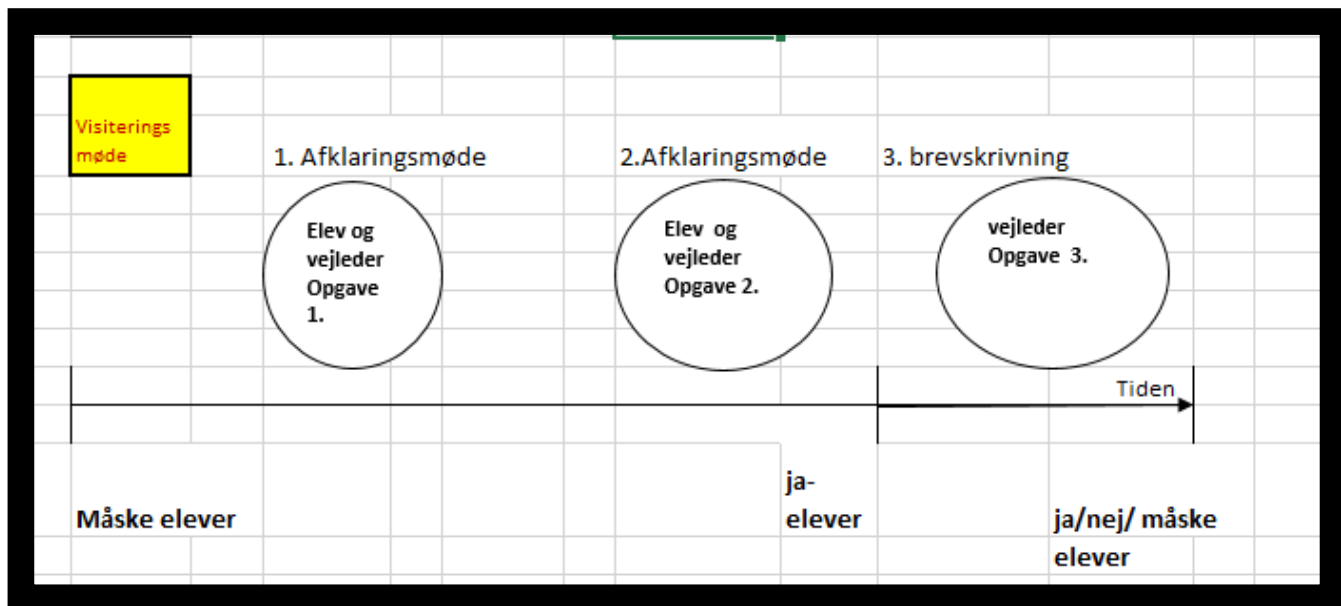 Visiterings
møde
1. Afklaringsmøde
2.Afklaringsmøde
3. brevskrivning
Elev og
vejleder
Opgave
1.
Elev og
vejleder
Opgave 2.
vejleder
Opgave 3.
Tiden
Måske elever
ja-
elever
ja/nej/ måske
elever